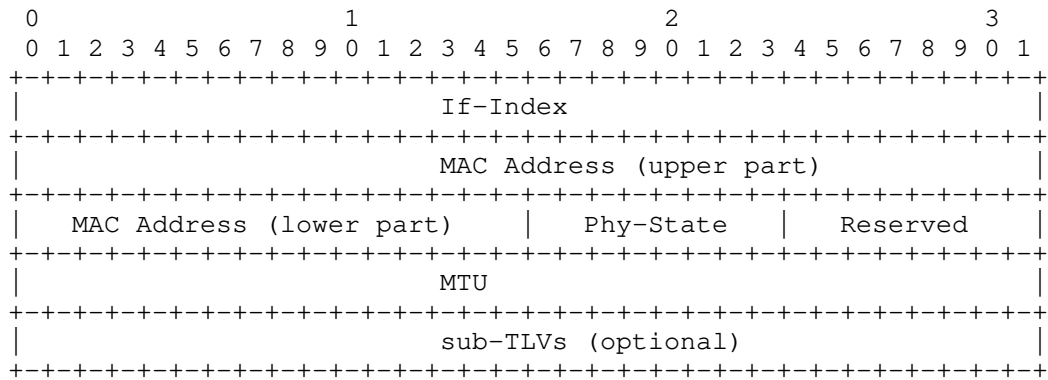 0                   1                   2                   3
 0 1 2 3 4 5 6 7 8 9 0 1 2 3 4 5 6 7 8 9 0 1 2 3 4 5 6 7 8 9 0 1
+-+-+-+-+-+-+-+-+-+-+-+-+-+-+-+-+-+-+-+-+-+-+-+-+-+-+-+-+-+-+-+-+
|                          If-Index                             |
+-+-+-+-+-+-+-+-+-+-+-+-+-+-+-+-+-+-+-+-+-+-+-+-+-+-+-+-+-+-+-+-+
|                          MAC Address (upper part)             |
+-+-+-+-+-+-+-+-+-+-+-+-+-+-+-+-+-+-+-+-+-+-+-+-+-+-+-+-+-+-+-+-+
|   MAC Address (lower part)    |   Phy-State   |   Reserved    |
+-+-+-+-+-+-+-+-+-+-+-+-+-+-+-+-+-+-+-+-+-+-+-+-+-+-+-+-+-+-+-+-+
|                          MTU                                  |
+-+-+-+-+-+-+-+-+-+-+-+-+-+-+-+-+-+-+-+-+-+-+-+-+-+-+-+-+-+-+-+-+
|                          sub-TLVs (optional)                  |
+-+-+-+-+-+-+-+-+-+-+-+-+-+-+-+-+-+-+-+-+-+-+-+-+-+-+-+-+-+-+-+-+